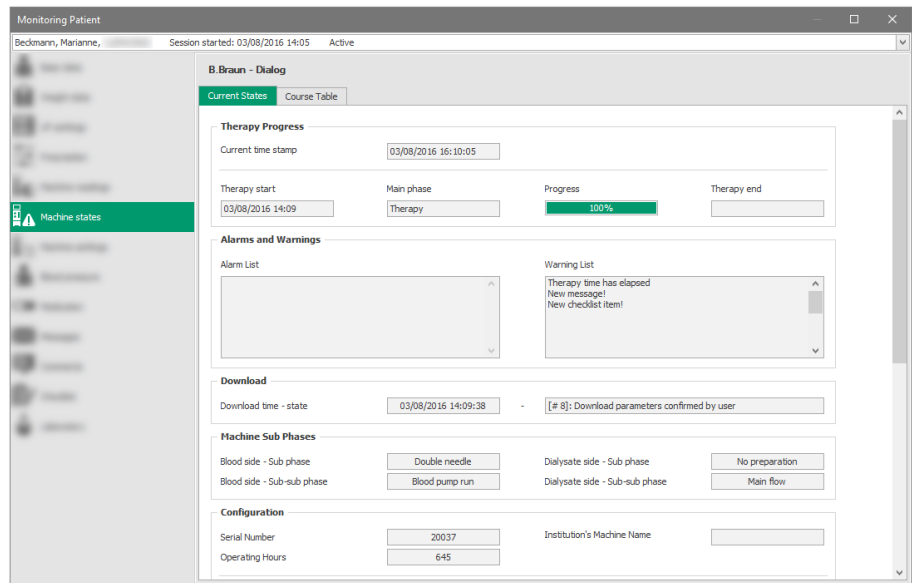 Monitoring Patient
Beckmann, Marianne, Session started: 03/08/2016 14:05 Active
B.Braun - Dialog
Current States Course Table
Therapy Progress
Current time stamp 03/08/2016 16:10:05
Therapy start Main phase Progress Therapy end
03/08/2016 14:09 Therapy 100%
Machine states
Alarms and Warnings
Alarm List Warning List
Therapy time has elapsed
New message!
New checklist item!
Download
Download time - state 03/08/2016 14:09:38 - [# 8]: Download parameters confirmed by user
Machine Sub Phases
Blood side - Sub phase Double needle Dialysate side - Sub phase No preparation
Blood side - Sub-sub phase Blood pump run Dialysate side - Sub-sub phase Main flow
Configuration
Serial Number 20037 Institution's Machine Name
Operating Hours 645